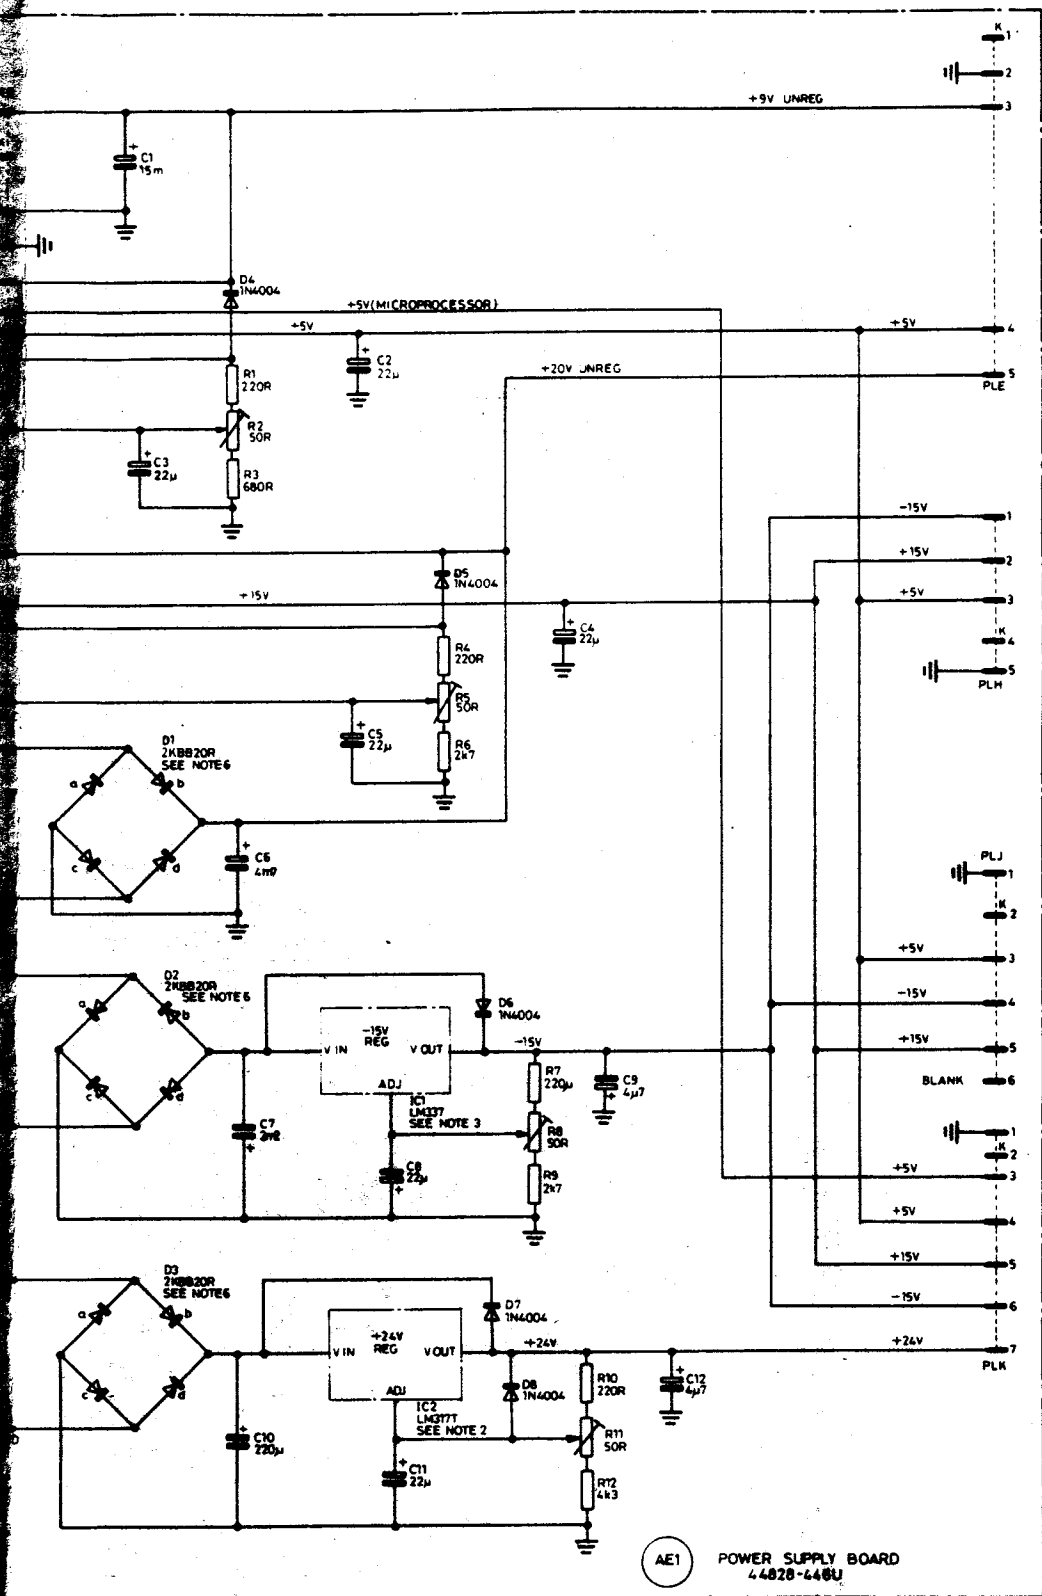 K
1
2
+9V UNREG
3
C1
15m
D4
1N4004
+5V(MICROPROCESSOR)
+5V
+5V
4
C2
22µ
+20V UNREG
5
PLE
R1
220R
R2
50R
C3
22µ
R3
680R
-15V
1
+15V
2
D5
1N4004
+15V
+5V
3
C4
22µ
K
4
R4
220R
5
PLH
R5
50R
C5
22µ
R6
2k7
D1
2KBB20R
SEE NOTE 6
a
b
c
d
C6
4m7
PLJ
1
K
2
+5V
3
D2
2KBB20R
SEE NOTE 6
a
b
c
d
D6
1N4004
-15V
4
-15V
REG
V IN
V OUT
ADJ
-15V
+15V
5
BLANK
6
R7
220µ
C9
4µ7
IC1
LM337
SEE NOTE 3
C7
2m2
R8
50R
1
K
2
C8
22µ
R9
2k7
+5V
3
+5V
4
+15V
5
-15V
6
D3
2KBB20R
SEE NOTE 6
a
b
c
d
D7
1N4004
+24V
REG
V IN
V OUT
ADJ
+24V
+24V
7
PLK
D8
1N4004
R10
220R
C12
4µ7
IC2
LM317T
SEE NOTE 2
R11
50R
C10
220µ
C11
22µ
R12
4k3
AE1
POWER SUPPLY BOARD
44828-446U